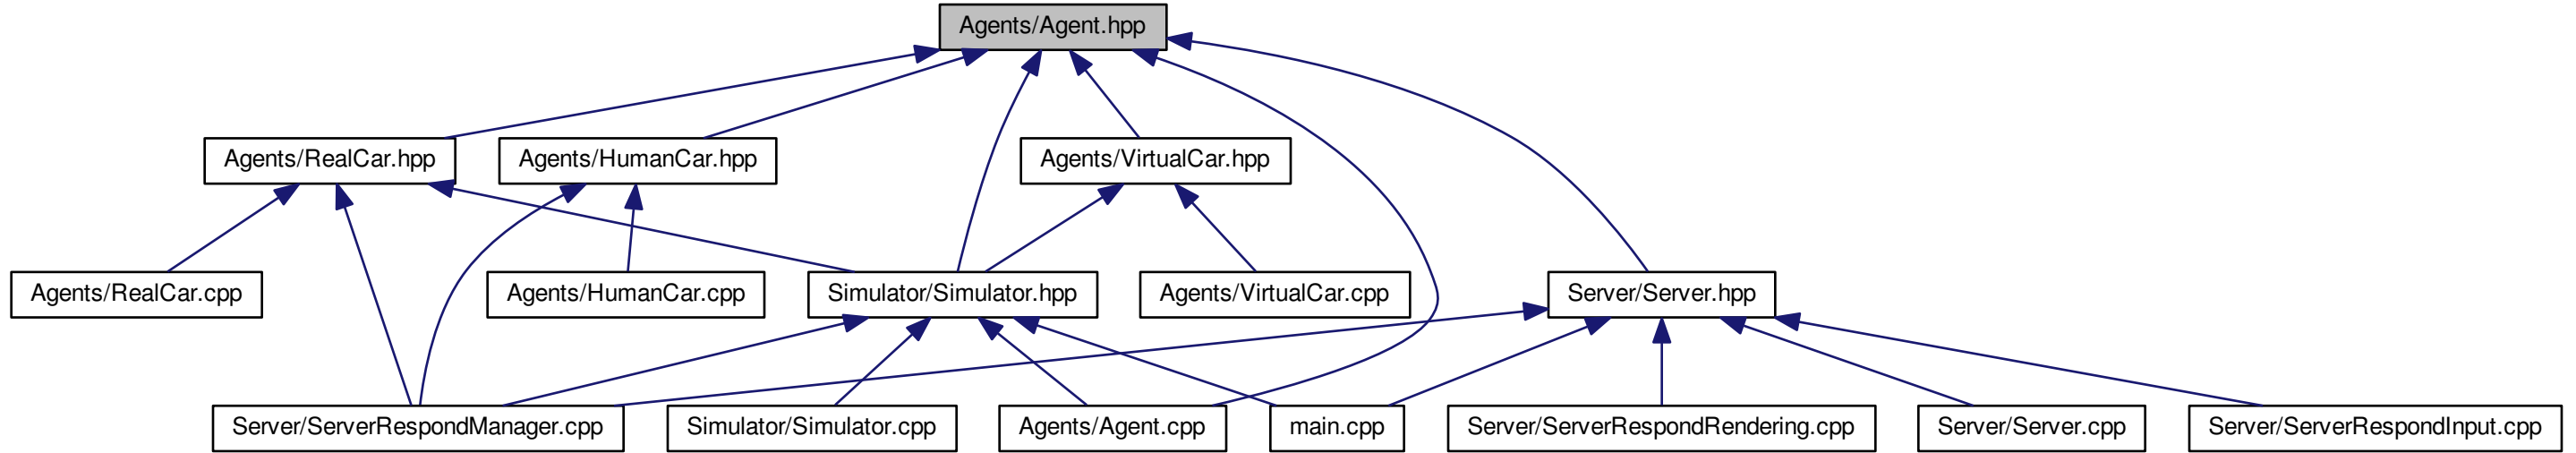 Agents/Agent.hpp
Agents/RealCar.hpp
Agents/HumanCar.hpp
Agents/VirtualCar.hpp
Agents/RealCar.cpp
Agents/HumanCar.cpp
Simulator/Simulator.hpp
Agents/VirtualCar.cpp
Server/Server.hpp
Server/ServerRespondManager.cpp
Simulator/Simulator.cpp
Agents/Agent.cpp
main.cpp
Server/ServerRespondRendering.cpp
Server/Server.cpp
Server/ServerRespondInput.cpp